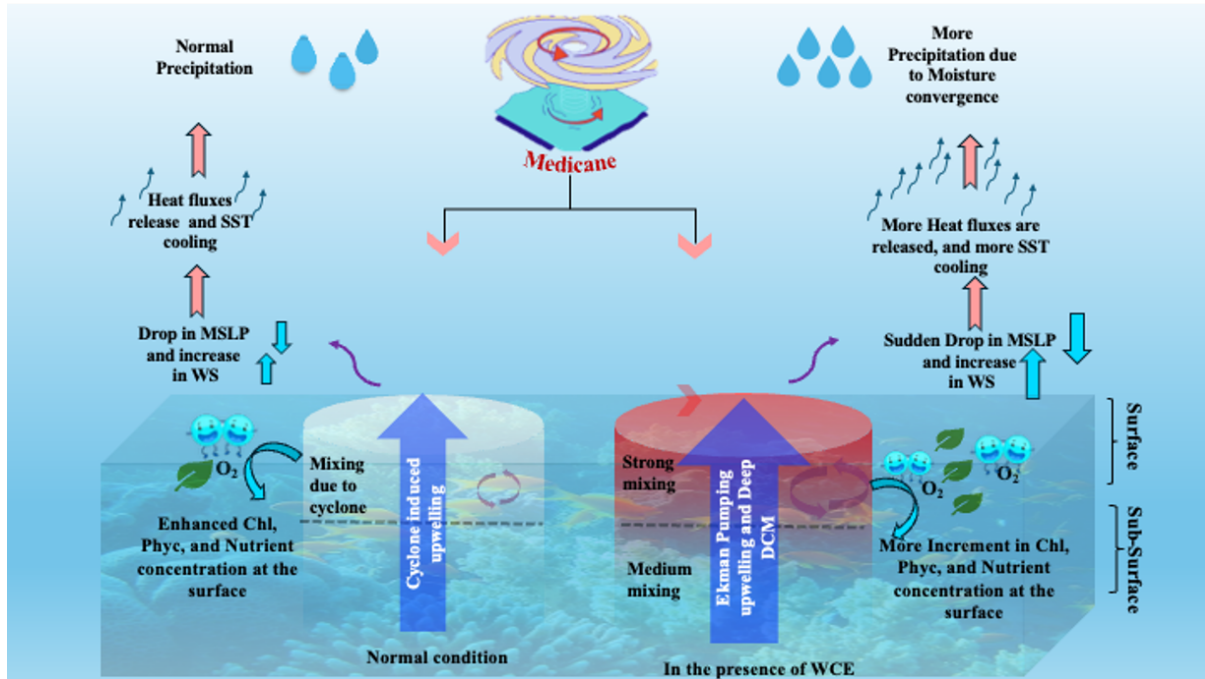 Normal
Precipitation
More
Precipitation due
to Moisture
convergence
Medicane
Heat fluxes
release and SST
cooling
More Heat fluxes are
released, and more SST
cooling
Drop in MSLP
and increase
in WS
Sudden Drop in MSLP
and increase
in WS
O2
Mixing
due to
cyclone
Cyclone induced
upwelling
Enhanced Chl,
Phyc, and Nutrient
concentration at the
surface
Normal condition
Strong
mixing
Medium
mixing
Ekman Pumping
upwelling and Deep
DCM
O2
O2
More Increment in Chl,
Phyc, and Nutrient
concentration at the
surface
In the presence of WCE
Surface
Sub-Surface